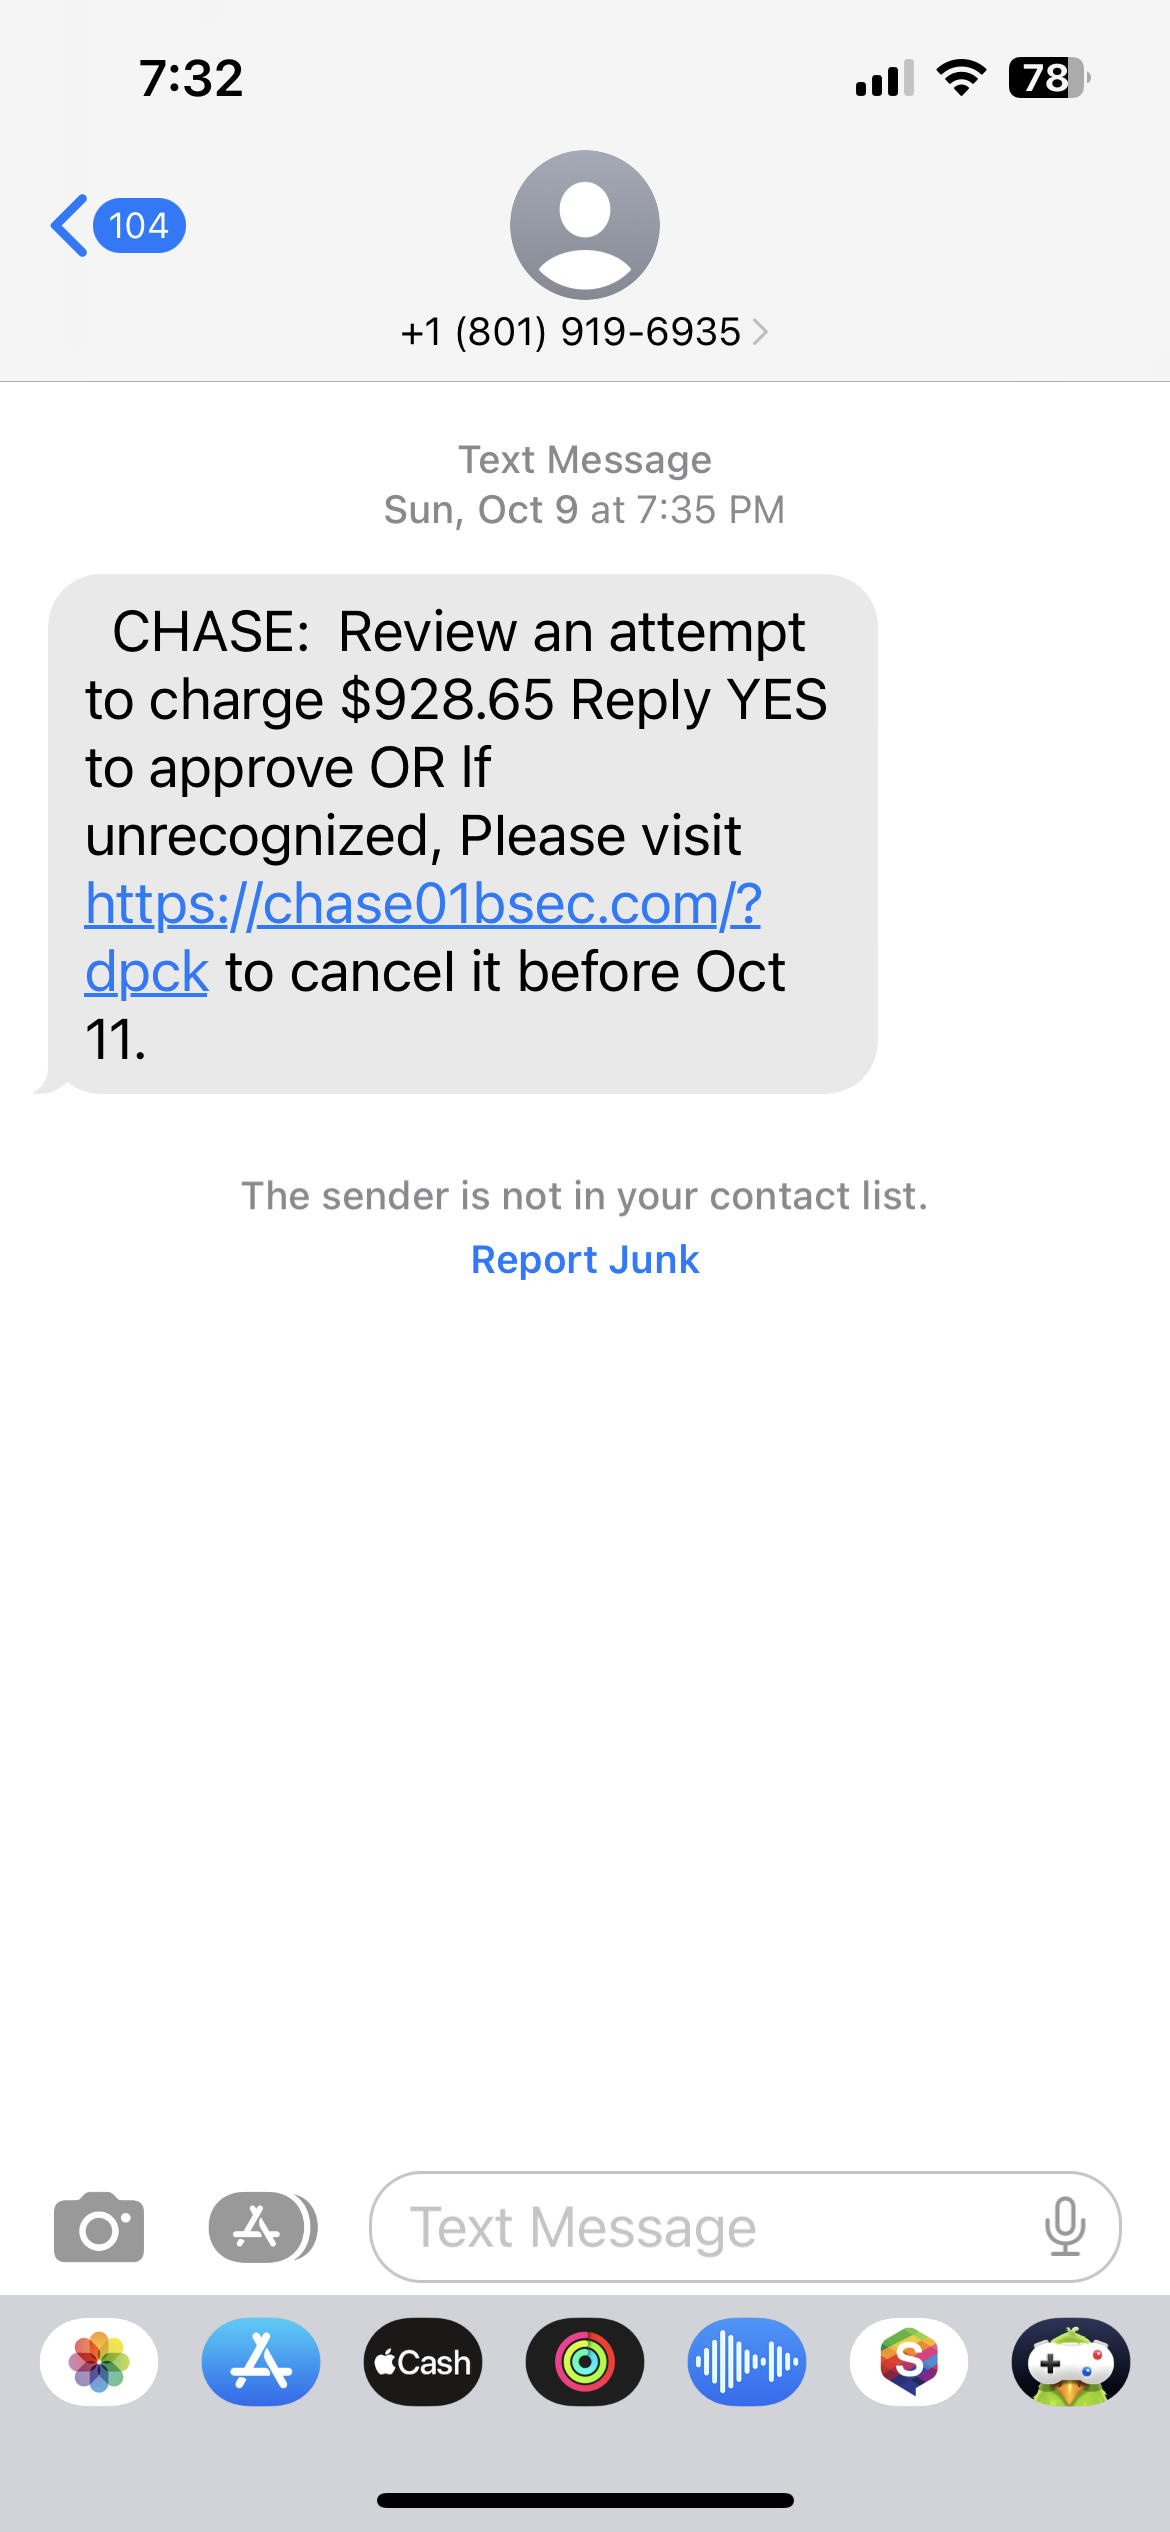 7:32
78
104
+1 (801) 919-6935
Text Message
Sun, Oct 9 at 7:35 PM
CHASE:  Review an attempt
to charge $928.65 Reply YES
to approve OR If
unrecognized, Please visit
https://chase01bsec.com/?
dpck to cancel it before Oct
11.
The sender is not in your contact list.
Report Junk
Text Message
Cash
S